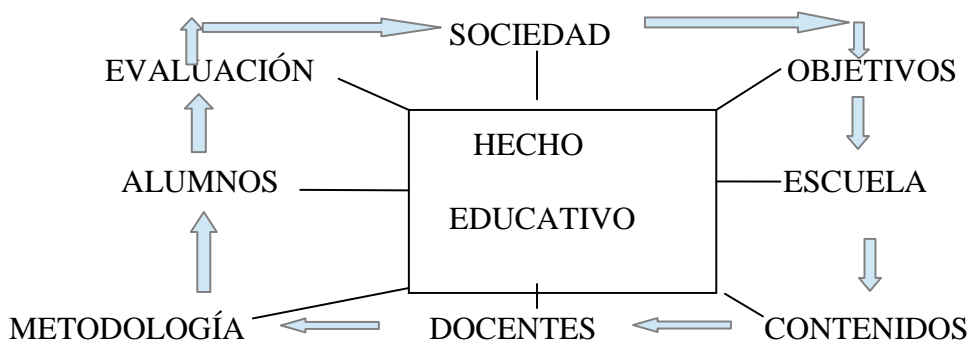 SOCIEDAD
EVALUACIÓN
OBJETIVOS
HECHO
ALUMNOS
ESCUELA
EDUCATIVO
METODOLOGÍA
DOCENTES
CONTENIDOS